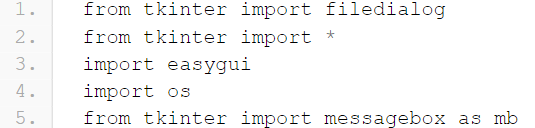 1. from tkinter import filedialog
2. from tkinter import *
3. import easygui
4. import os
5. from tkinter import messagebox as mb